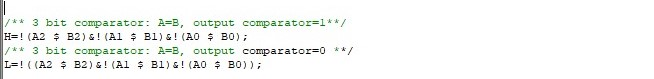 /** 3 bit comparator: A=B, output comparator=1**/
H=!(A2 $ B2)&!(A1 $ B1)&!(A0 $ B0);
/** 3 bit comparator: A=B, output comparator=0 **/
L=!((A2 $ B2)&!(A1 $ B1)&!(A0 $ B0));